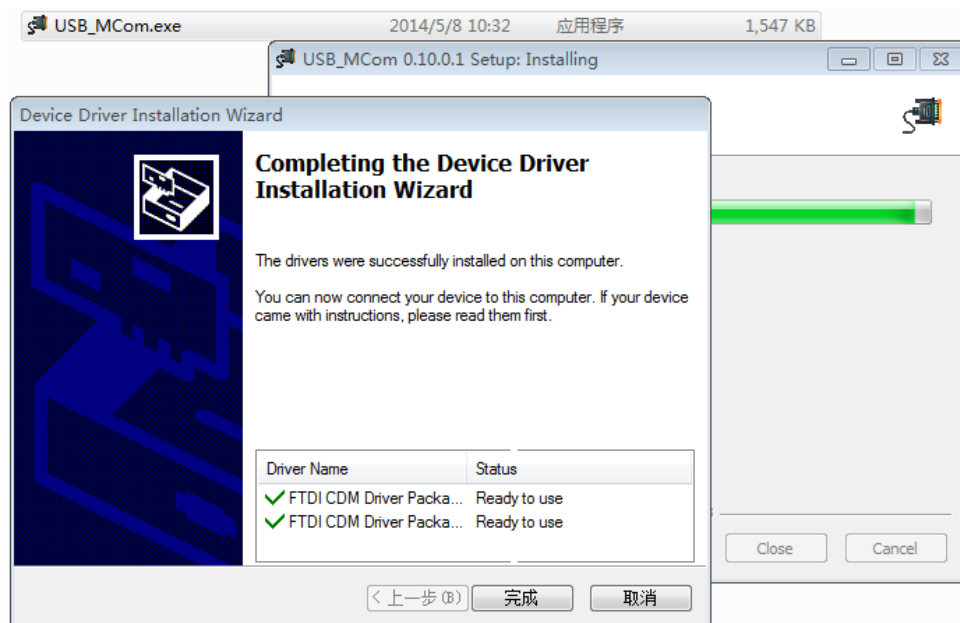 USB_MCom.exe 2014/5/8 10:32 应用程序 1,547 KB
USB_MCom 0.10.0.1 Setup: Installing
Device Driver Installation Wizard
Completing the Device Driver
Installation Wizard
The drivers were successfully installed on this computer.
You can now connect your device to this computer. If your device
came with instructions, please read them first.
Driver Name Status
FTDI CDM Driver Packa... Ready to use
FTDI CDM Driver Packa... Ready to use
Close Cancel
< 上一步(B) 完成 取消